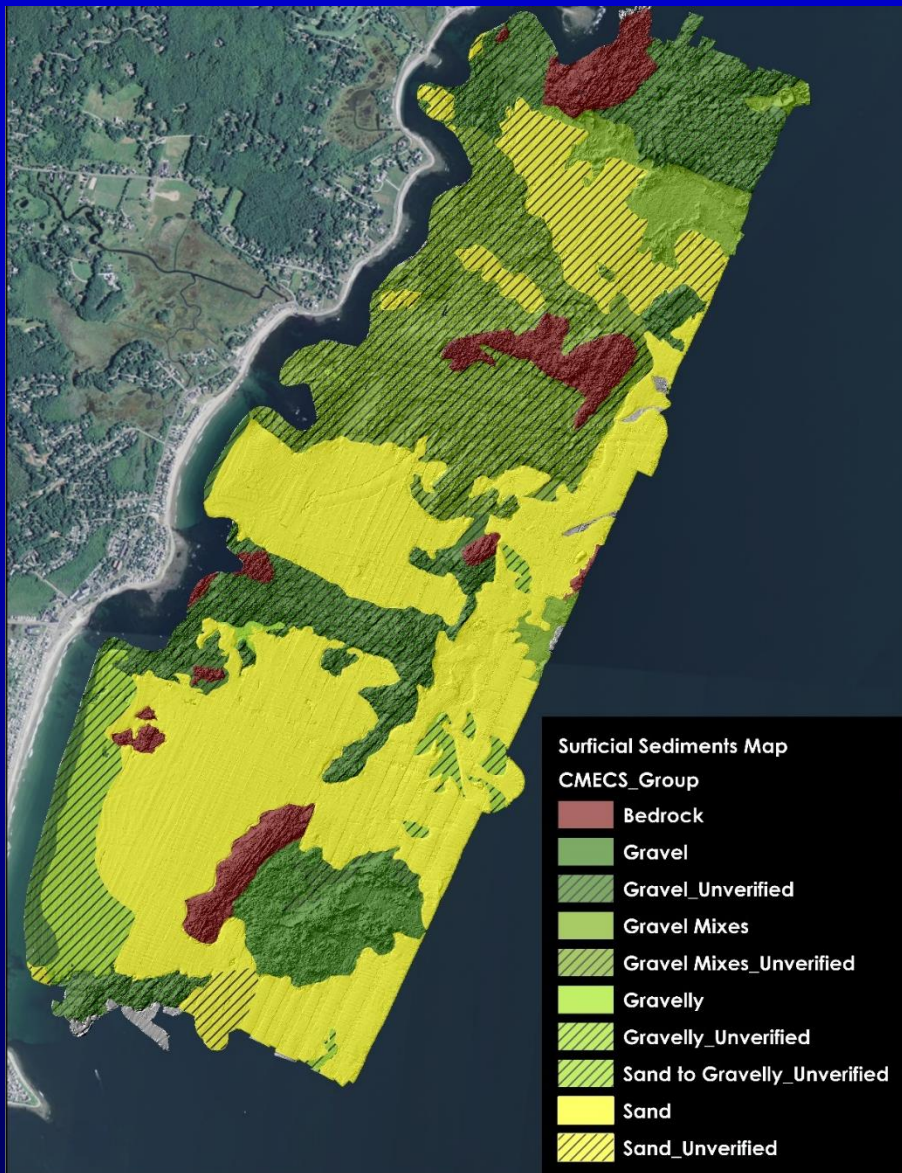 Surficial Sediments Map
CMECS_Group
Bedrock
Gravel
Gravel_Unverified
Gravel Mixes
Gravel Mixes_Unverified
Gravelly
Gravelly_Unverified
Sand to Gravelly_Unverified
Sand
Sand_Unverified